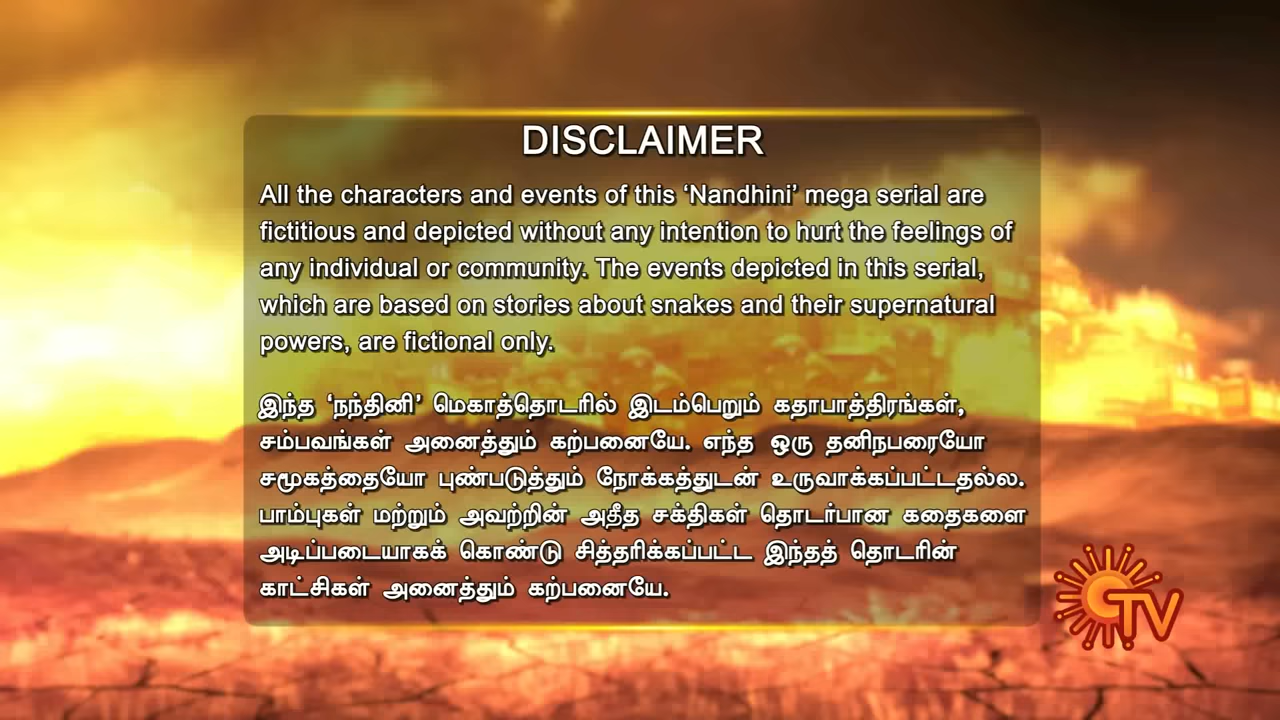 DISCLAIMER
All the characters and events of this ‘Nandhini’ mega serial are
fictitious and depicted without any intention to hurt the feelings of
any individual or community. The events depicted in this serial,
which are based on stories about snakes and their supernatural
powers, are fictional only.
இந்த ‘நந்தினி’ மெகாத்தொடரில் இடம்பெறும் கதாபாத்திரங்கள்,
சம்பவங்கள் அனைத்தும் கற்பனையே. எந்த ஒரு தனிநபரையோ
சமூகத்தையோ புண்படுத்தும் நோக்கத்துடன் உருவாக்கப்பட்டதல்ல.
பாம்புகள் மற்றும் அவற்றின் அதீத சக்திகள் தொடர்பான கதைகளை
அடிப்படையாகக் கொண்டு சித்தரிக்கப்பட்ட இந்தத் தொடரின்
காட்சிகள் அனைத்தும் கற்பனையே.
TV